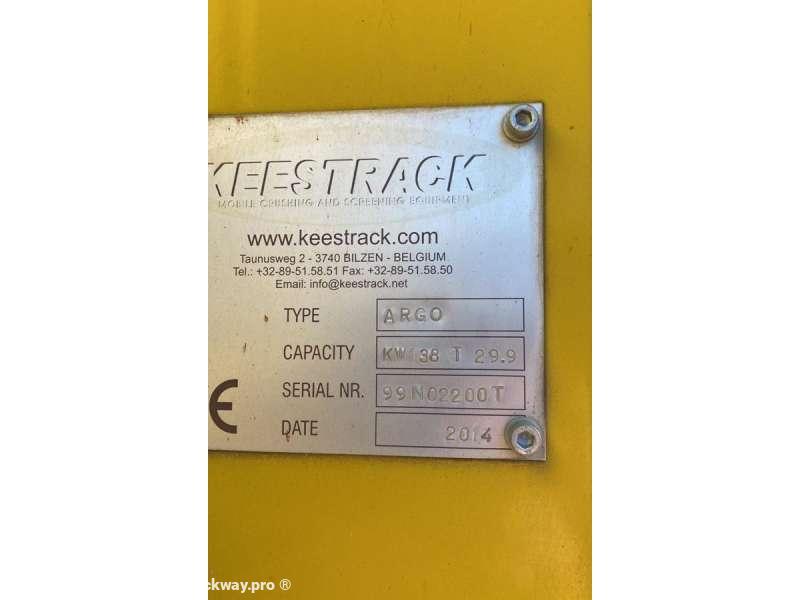 KEESTRACK
MOBILE CRUSHING AND SCREENING EQUIPMENT
www.keestrack.com
Taunusweg 2 - 3740 BILZEN - BELGIUM
Tel.: +32-89-51.58.51 Fax: +32-89-51.58.50
Email: info@keestrack.net
TYPE ARGO
CAPACITY KW 138 T 29.9
SERIAL NR. 99N02200T
CE
DATE 2014
ckway.pro ®